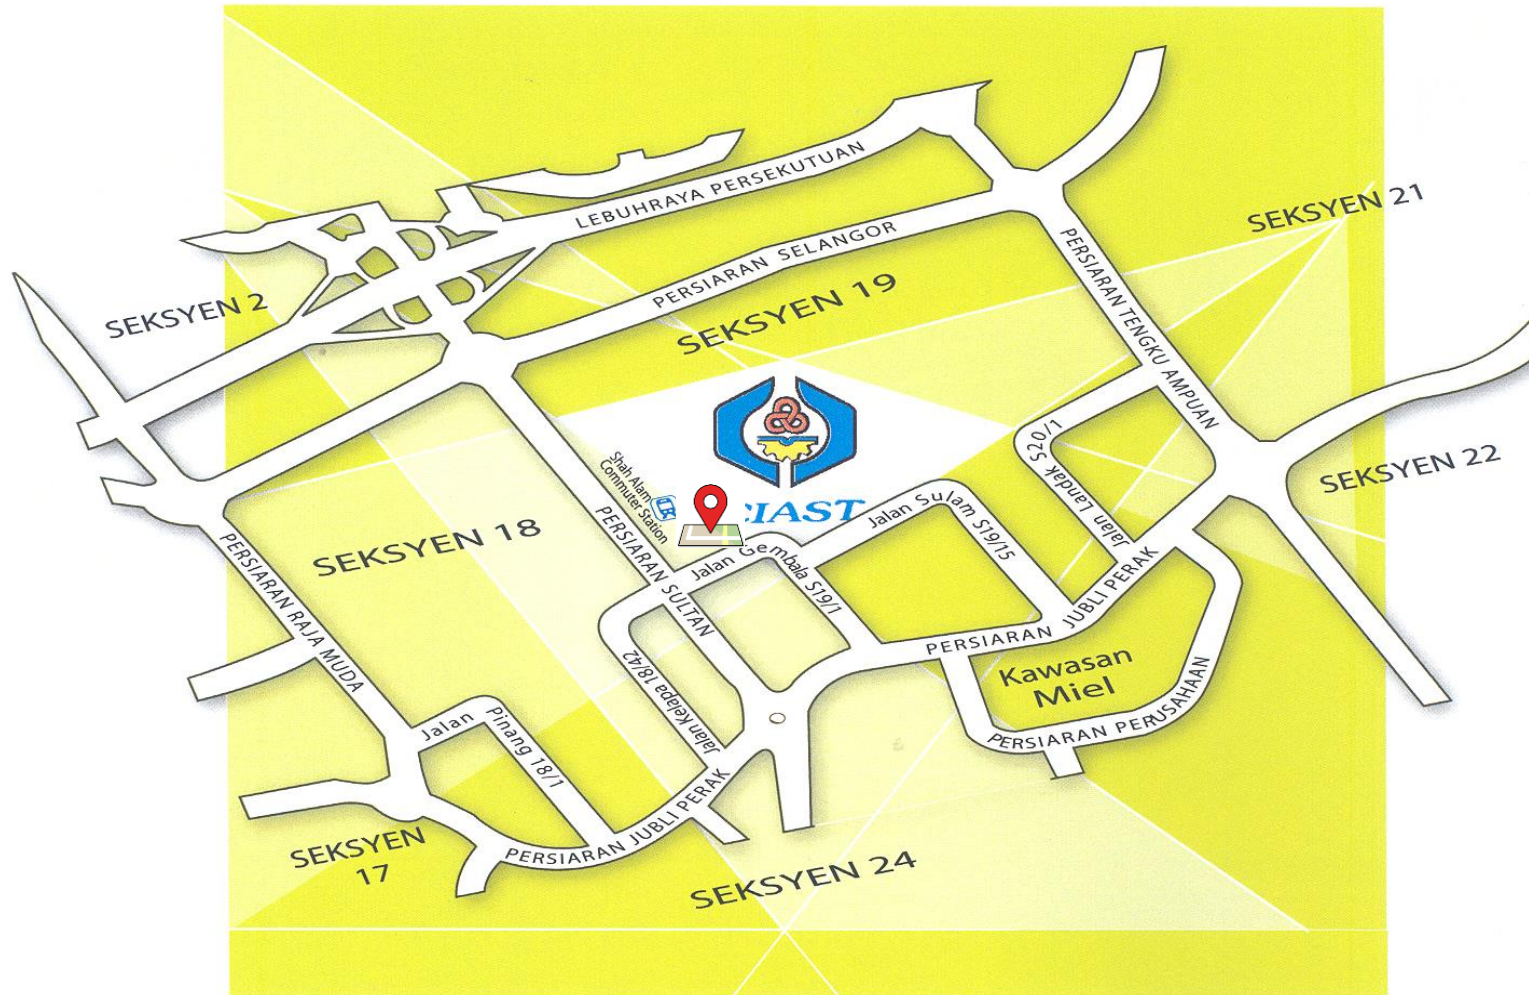 LEBUHRAYA PERSEKUTUAN
SEKSYEN 21
PERSIARAN SELANGOR
SEKSYEN 2
SEKSYEN 19
PERSIARAN TENGKU AMPUAN
Jalan Landak S20/1
SEKSYEN 22
Shah Alam
Commuter Station
CIAST
Jalan Sulam S19/15
SEKSYEN 18
PERSIARAN SULTAN
Jalan Gembala S19/1
PERSIARAN RAJA MUDA
PERSIARAN JUBLI PERAK
Kawasan
Miel
Jalan Kelapa 18/42
PERSIARAN PERUSAHAAN
Jalan Pinang 18/1
PERSIARAN JUBLI PERAK
SEKSYEN
17
SEKSYEN 24